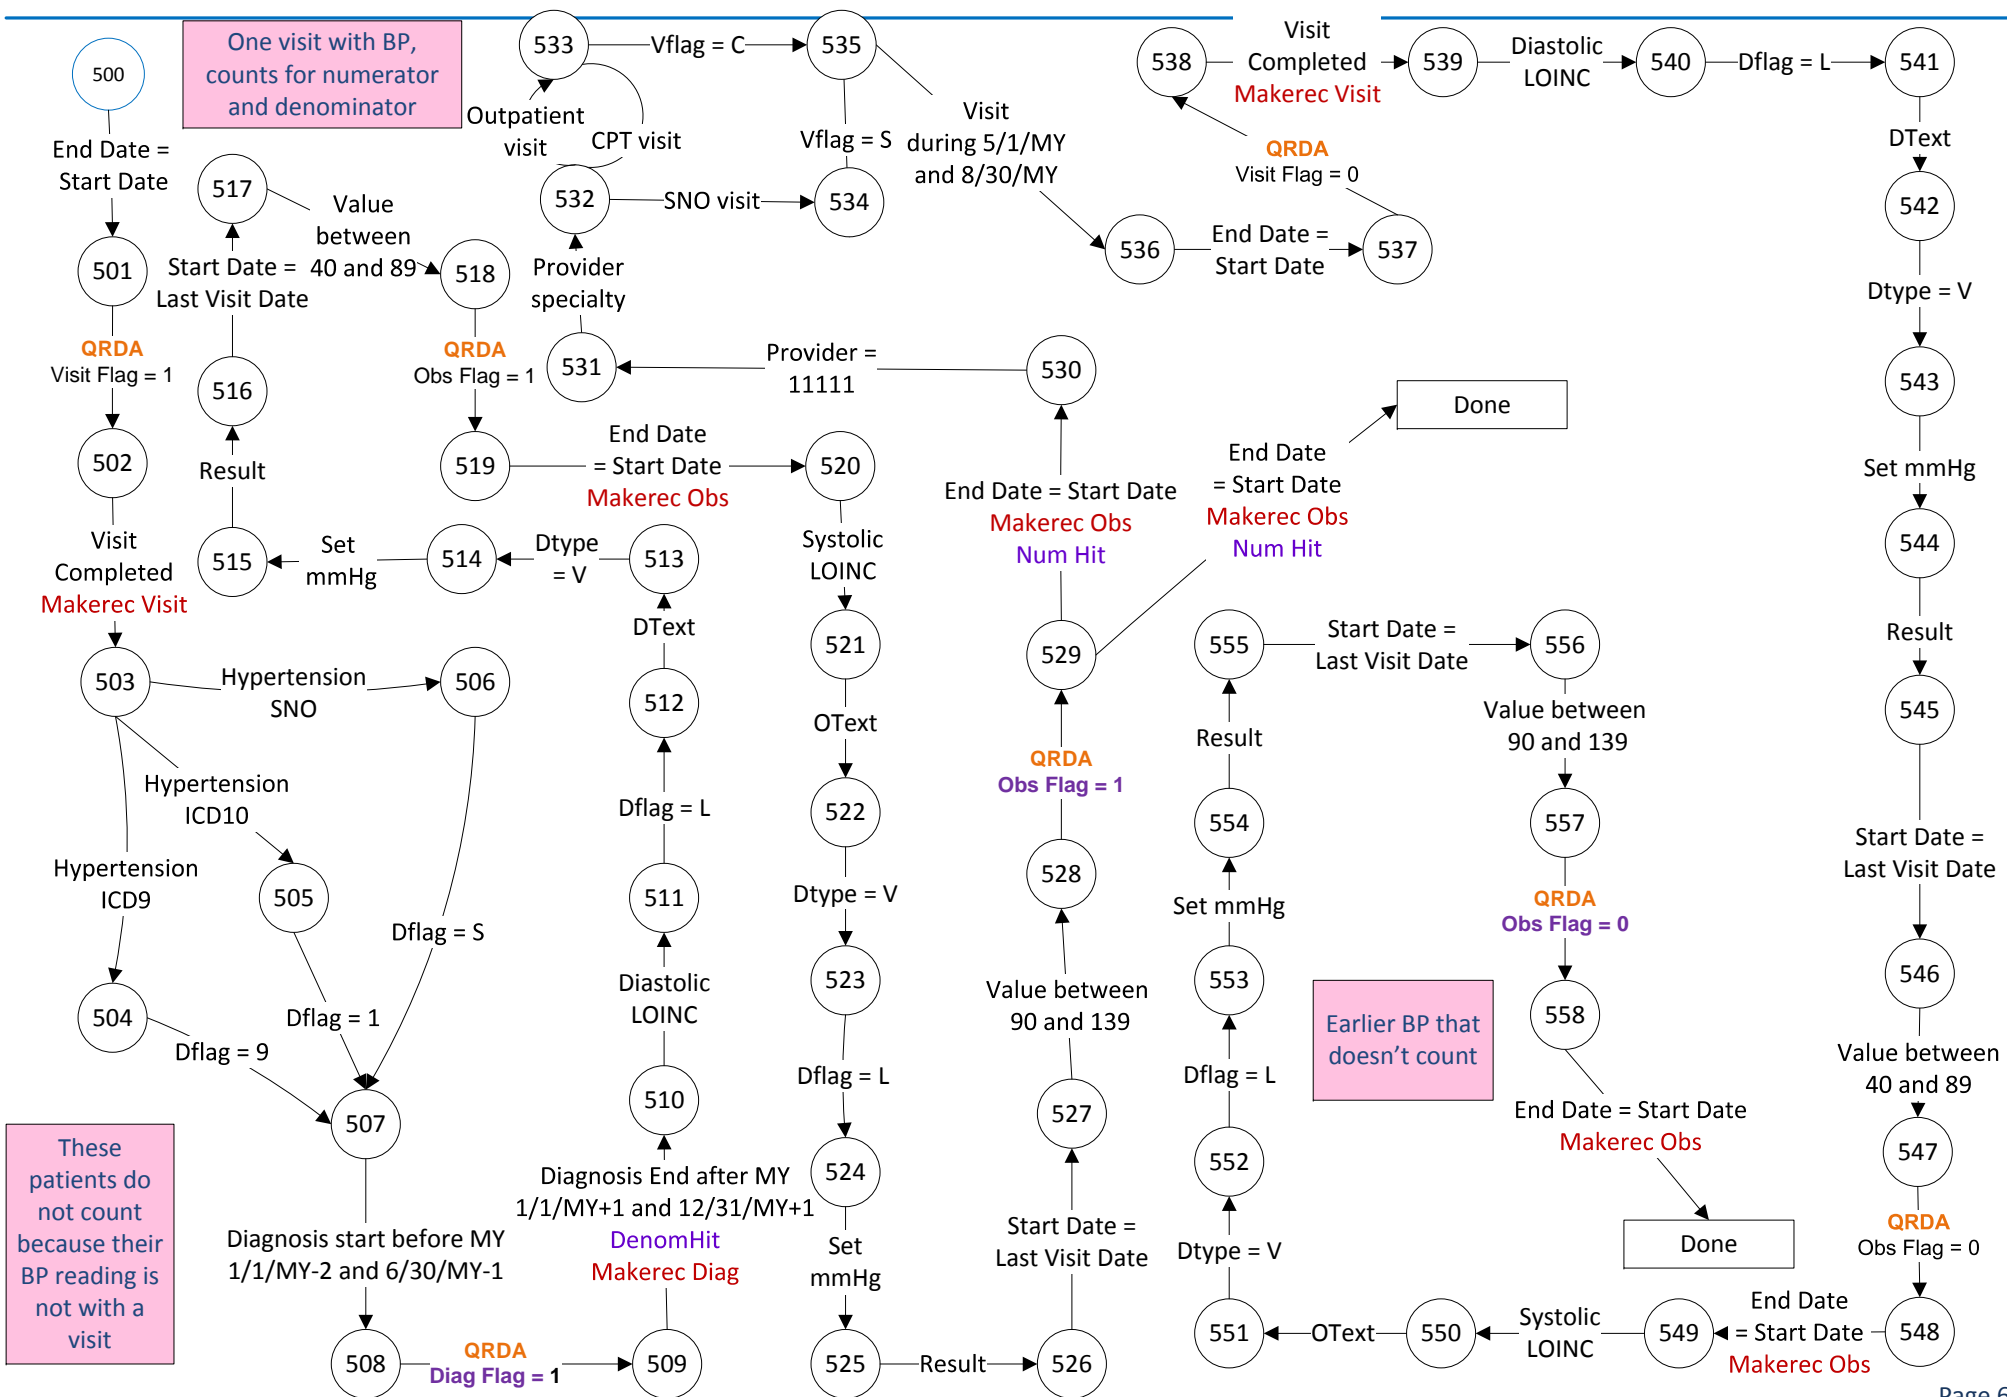 500
One visit with BP,
counts for numerator
and denominator
533
Vflag = C
535
538
Visit
Completed
Makerec Visit
539
Diastolic
LOINC
540
Dflag = L
541
End Date =
Start Date
Outpatient
visit
CPT visit
Vflag = S
Visit
during 5/1/MY
and 8/30/MY
QRDA
Visit Flag = 0
DText
517
Value
between
40 and 89
532
SNO visit
534
542
501
Start Date =
Last Visit Date
518
Provider
specialty
536
End Date =
Start Date
537
Dtype = V
QRDA
Visit Flag = 1
QRDA
Obs Flag = 1
531
Provider =
11111
530
543
516
Done
502
Result
519
End Date
= Start Date
Makerec Obs
520
End Date = Start Date
Makerec Obs
Num Hit
End Date
= Start Date
Makerec Obs
Num Hit
Set mmHg
Visit
Completed
Makerec Visit
515
Set
mmHg
514
Dtype
= V
513
Systolic
LOINC
544
DText
521
529
555
Start Date =
Last Visit Date
556
Result
503
Hypertension
SNO
506
512
OText
Result
Value between
90 and 139
545
Hypertension
ICD10
Dflag = L
522
QRDA
Obs Flag = 1
554
557
Start Date =
Last Visit Date
Hypertension
ICD9
505
511
Dtype = V
528
Set mmHg
QRDA
Obs Flag = 0
Dflag = S
523
553
546
504
Dflag = 1
Diastolic
LOINC
Value between
90 and 139
Earlier BP that
doesn't count
558
Dflag = 9
Dflag = L
Dflag = L
Value between
40 and 89
507
510
527
End Date = Start Date
Makerec Obs
547
These
patients do
not count
because their
BP reading is
not with a
visit
524
552
Diagnosis End after MY
1/1/MY+1 and 12/31/MY+1
DenomHit
Makerec Diag
Diagnosis start before MY
1/1/MY-2 and 6/30/MY-1
Set
mmHg
Start Date =
Last Visit Date
Dtype = V
Done
QRDA
Obs Flag = 0
508
QRDA
Diag Flag = 1
509
525
Result
526
551
OText
550
Systolic
LOINC
549
End Date
= Start Date
Makerec Obs
548
Page 6